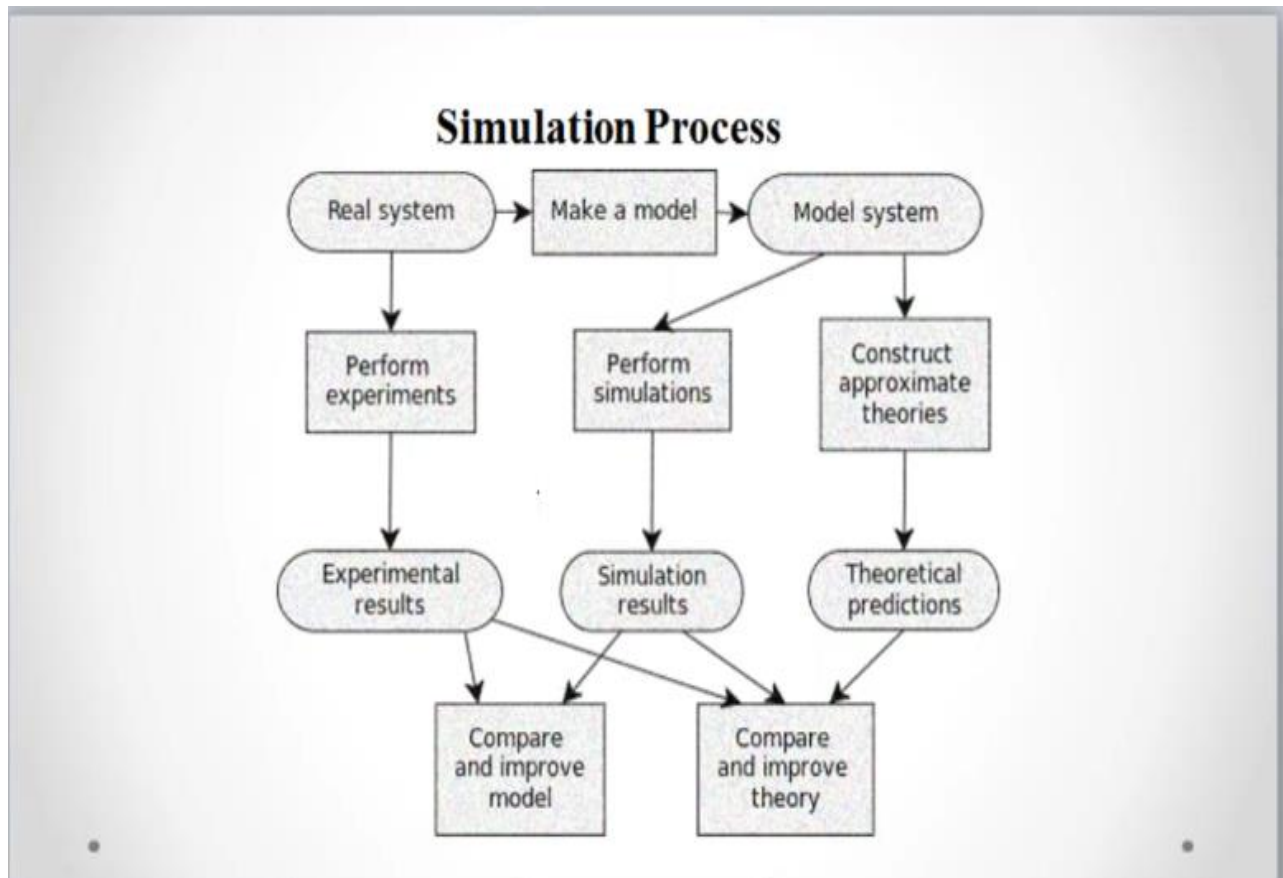 Simulation Process
Real system
Make a model
Model system
Perform
experiments
Perform
simulations
Construct
approximate
theories
Experimental
results
Simulation
results
Theoretical
predictions
Compare
and improve
model
Compare
and improve
theory